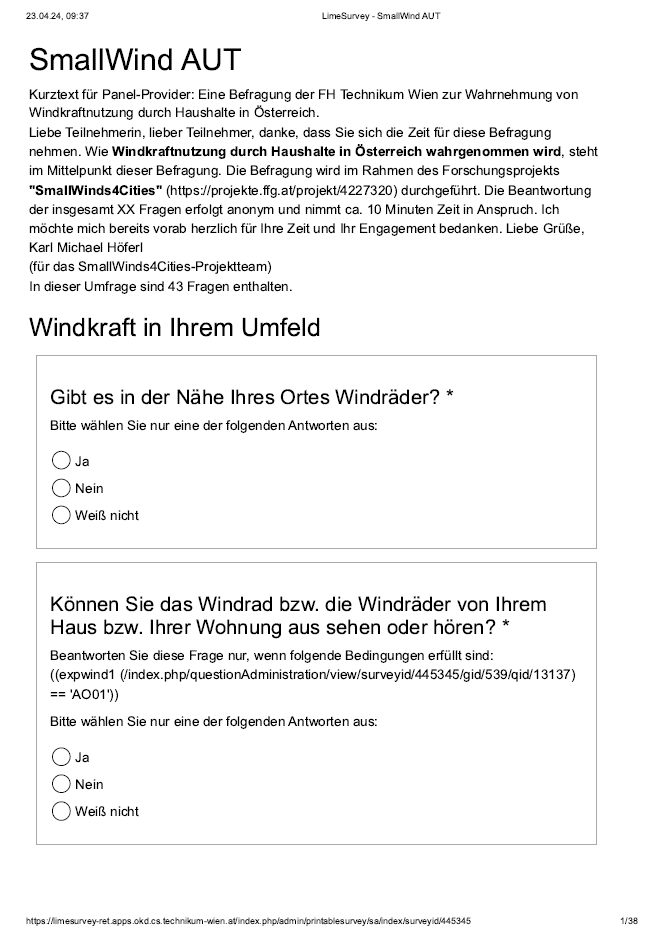 23.04.24, 09:37
LimeSurvey - SmallWind AUT
SmallWind AUT
Kurztext für Panel-Provider: Eine Befragung der FH Technikum Wien zur Wahrnehmung von
Windkraftnutzung durch Haushalte in Österreich.
Liebe Teilnehmerin, lieber Teilnehmer, danke, dass Sie sich die Zeit für diese Befragung
nehmen. Wie Windkraftnutzung durch Haushalte in Österreich wahrgenommen wird, steht
im Mittelpunkt dieser Befragung. Die Befragung wird im Rahmen des Forschungsprojekts
"SmallWinds4Cities" (https://projekte.ffg.at/projekt/4227320) durchgeführt. Die Beantwortung
der insgesamt XX Fragen erfolgt anonym und nimmt ca. 10 Minuten Zeit in Anspruch. Ich
möchte mich bereits vorab herzlich für Ihre Zeit und Ihr Engagement bedanken. Liebe Grüße,
Karl Michael Höferl
(für das SmallWinds4Cities-Projektteam)
In dieser Umfrage sind 43 Fragen enthalten.
Windkraft in Ihrem Umfeld
Gibt es in der Nähe Ihres Ortes Windräder? *
Bitte wählen Sie nur eine der folgenden Antworten aus:
Ja
Nein
Weiß nicht
Können Sie das Windrad bzw. die Windräder von Ihrem
Haus bzw. Ihrer Wohnung aus sehen oder hören? *
Beantworten Sie diese Frage nur, wenn folgende Bedingungen erfüllt sind:
((expwind1 (/index.php/questionAdministration/view/surveyid/445345/gid/539/qid/13137)
== 'AO01'))
Bitte wählen Sie nur eine der folgenden Antworten aus:
Ja
Nein
Weiß nicht
https://limesurvey-ret.apps.okd.cs.technikum-wien.at/index.php/admin/printablesurvey/sa/index/surveyid/445345
1/38